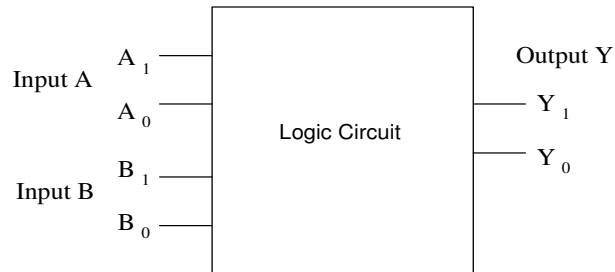 Input A
A 1
A 0
Input B
B 1
B 0
Logic Circuit
Output Y
Y 1
Y 0